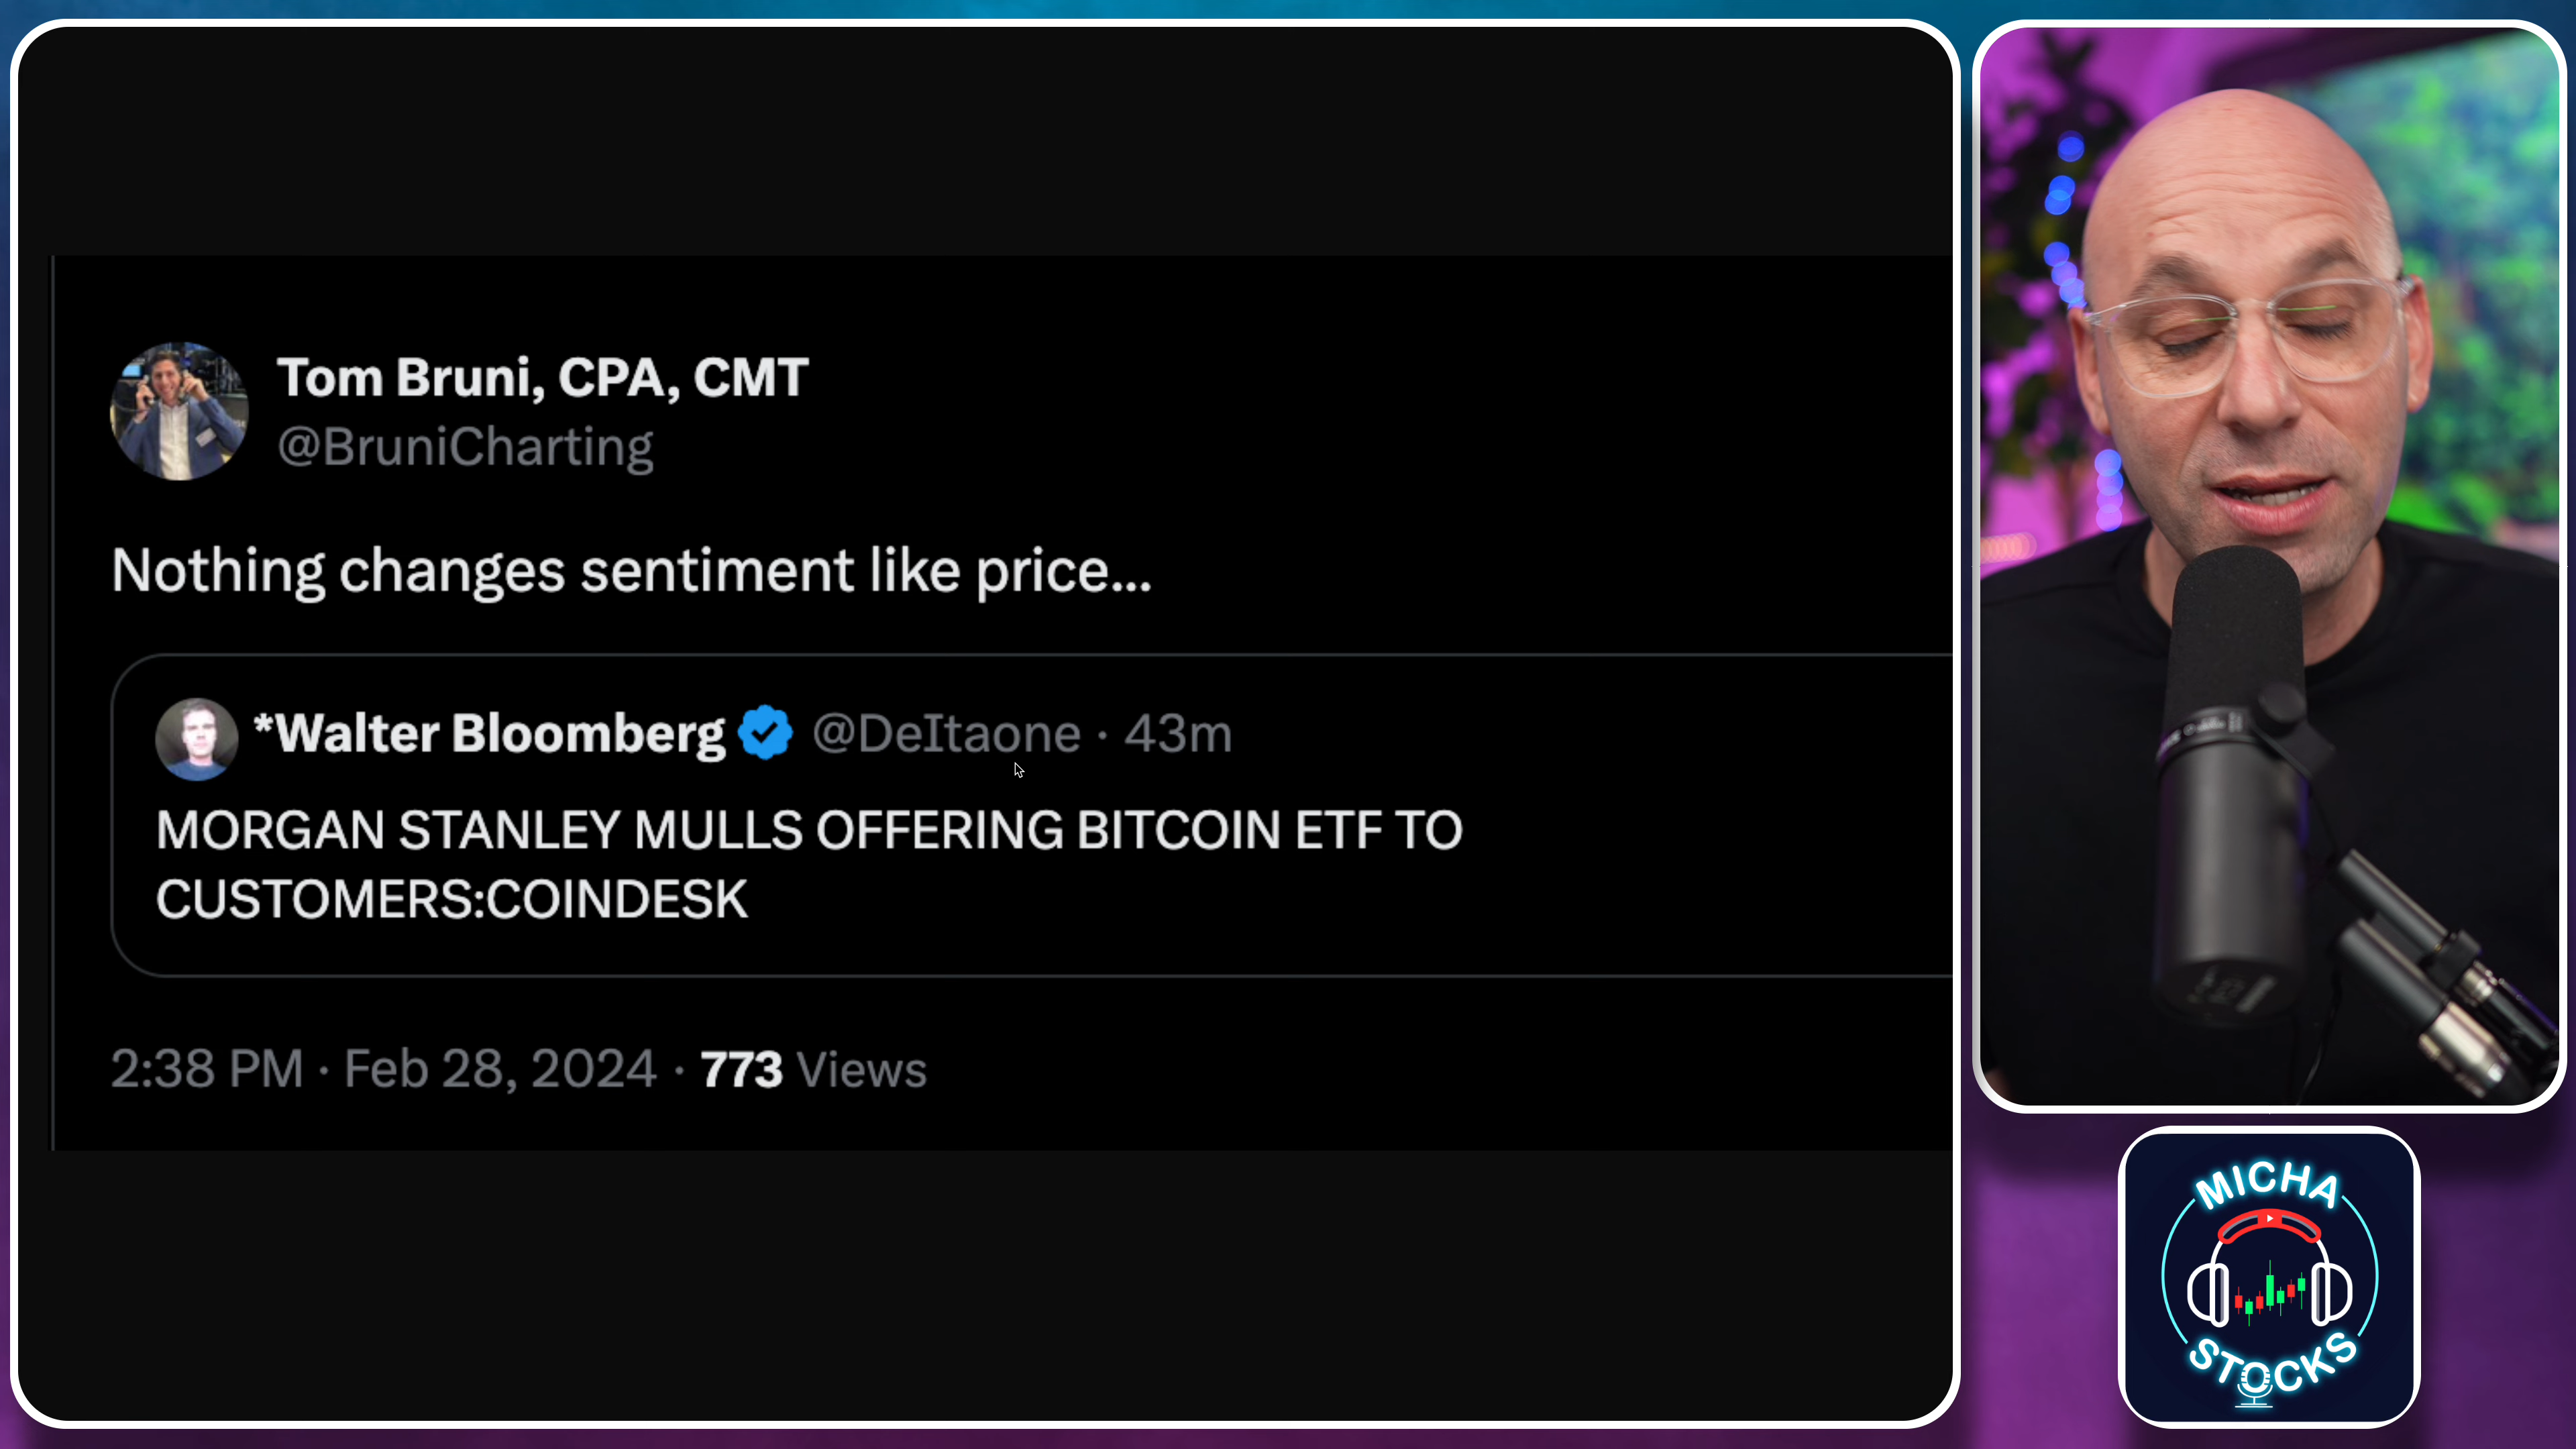 Tom Bruni, CPA, CMT
@BruniCharting
Nothing changes sentiment like price...
*Walter Bloomberg @DeItaone · 43m
MORGAN STANLEY MULLS OFFERING BITCOIN ETF TO
CUSTOMERS:COINDESK
2:38 PM · Feb 28, 2024 · 773 Views
MICHA
STOCKS